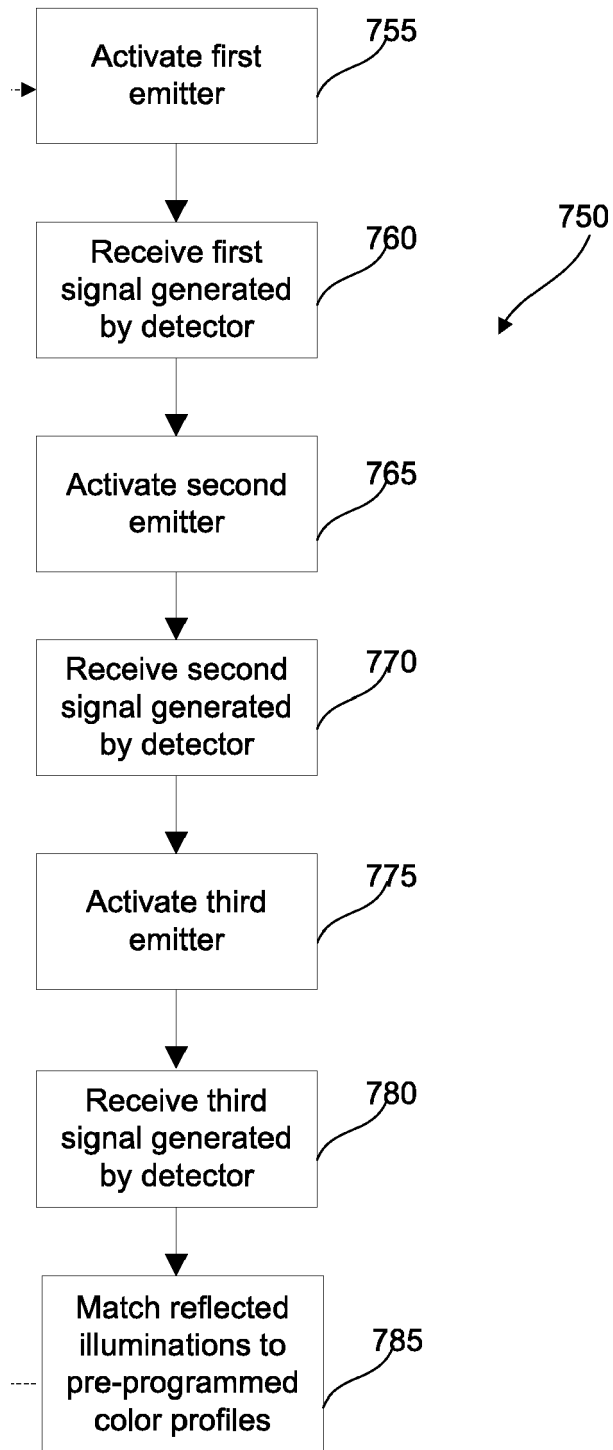 Activate first
emitter
755
750
Receive first
signal generated
by detector
760
Activate second
emitter
765
Receive second
signal generated
by detector
770
Activate third
emitter
775
Receive third
signal generated
by detector
780
Match reflected
illuminations to
pre-programmed
color profiles
785